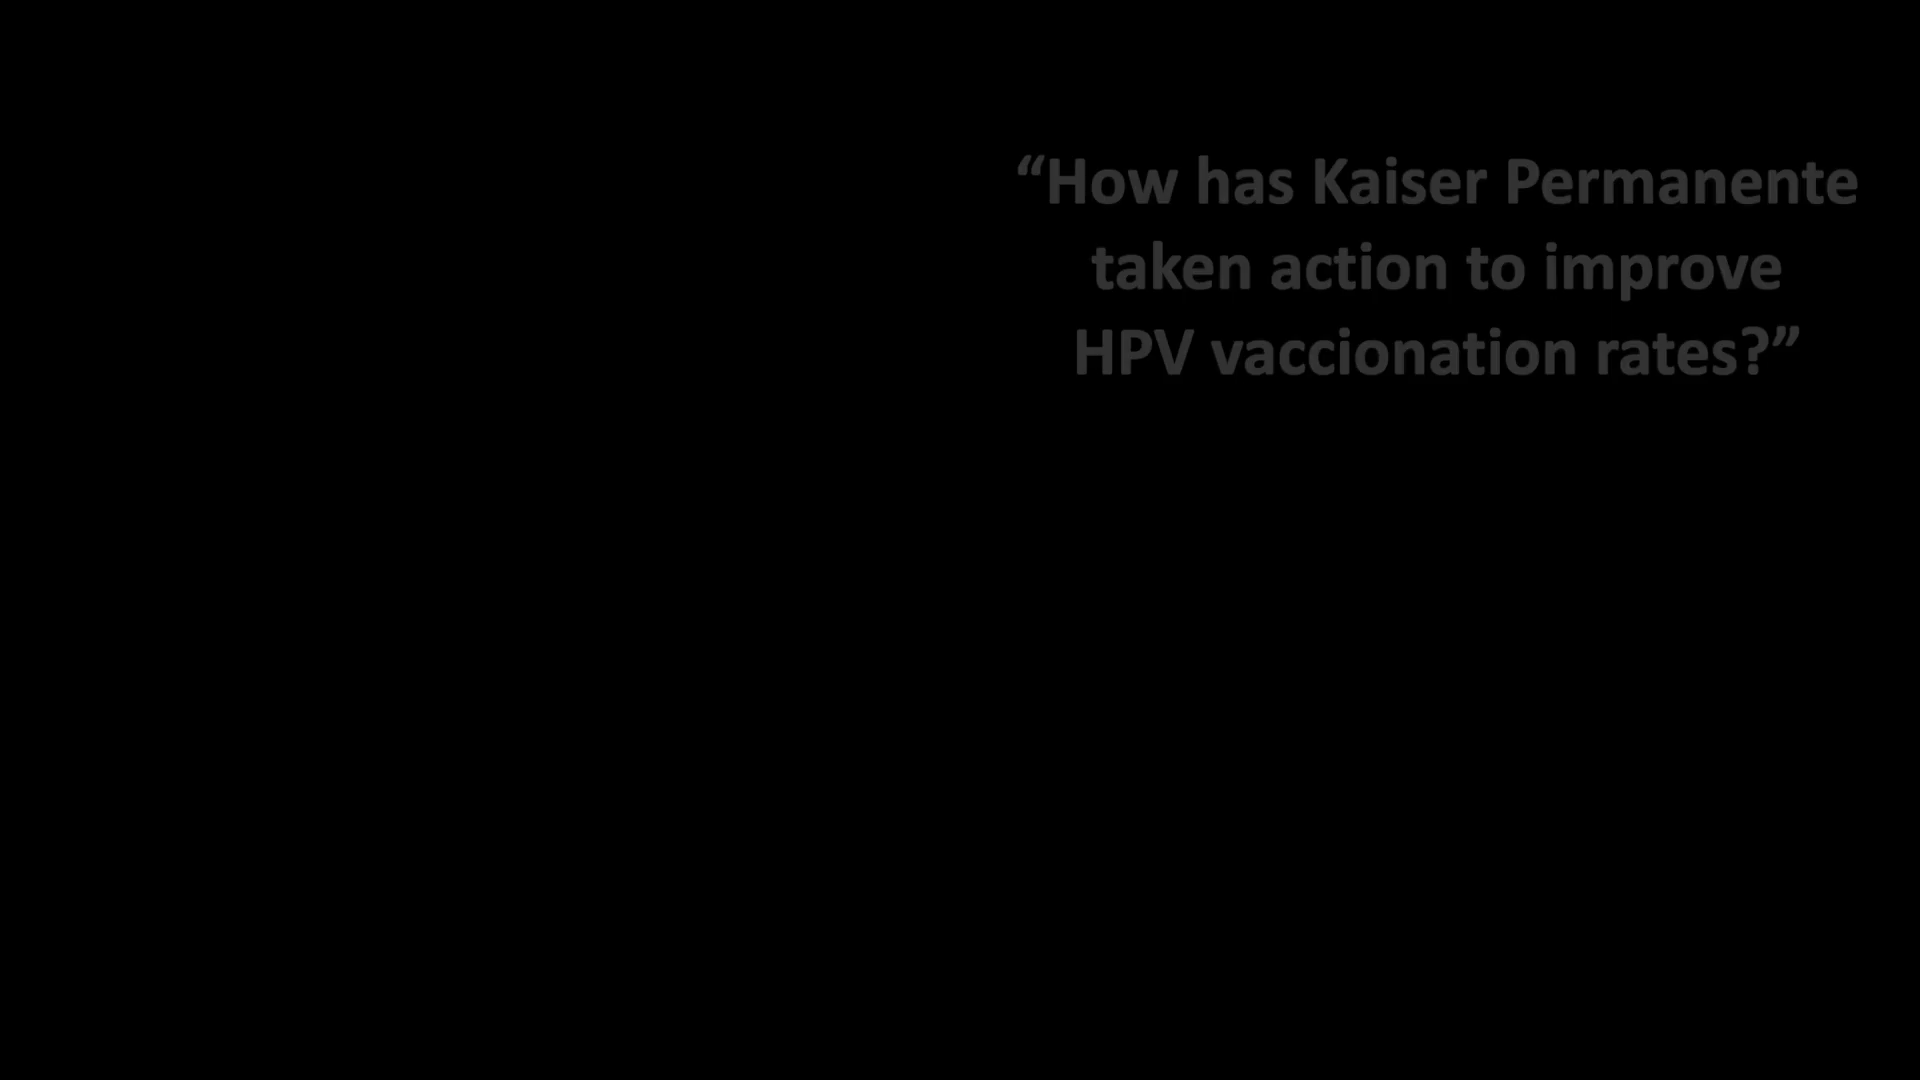 “How has Kaiser Permanente
taken action to improve
HPV vaccionation rates?”